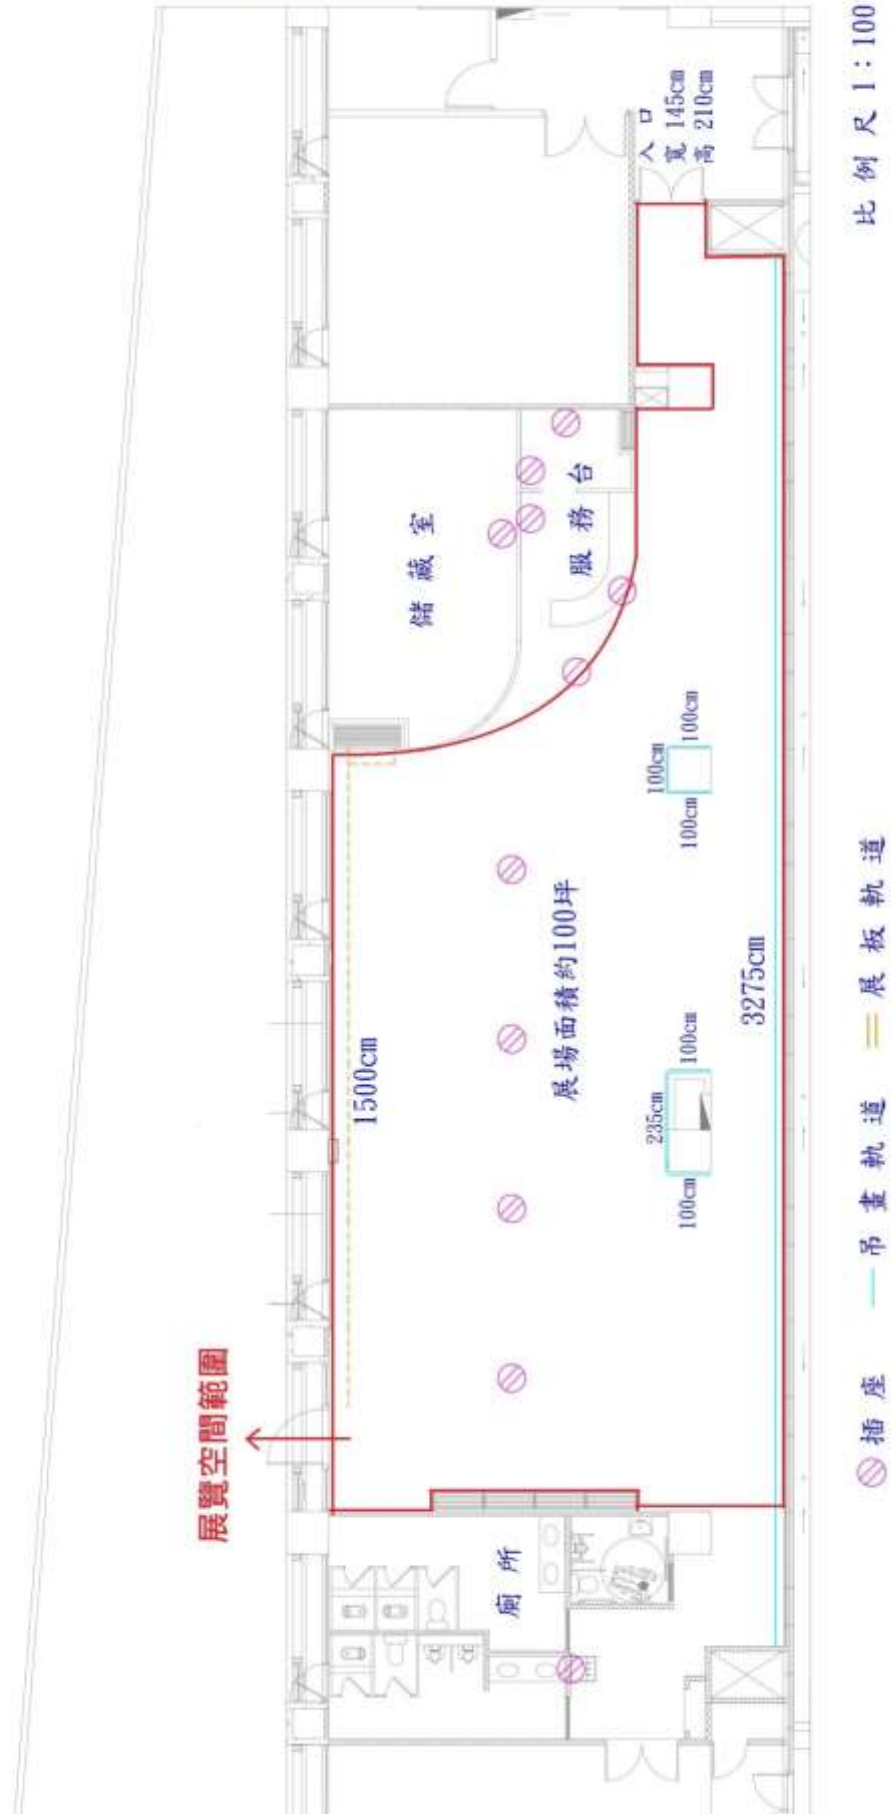 比例尺 1:100
入口
寬 145cm
高 210cm
服務台
儲藏室
100cm
100cm
100cm
展場面積約100坪
3275cm
1500cm
100cm
235cm
100cm
展覽空間範圍
廁所
插座
吊畫軌道
展板軌道